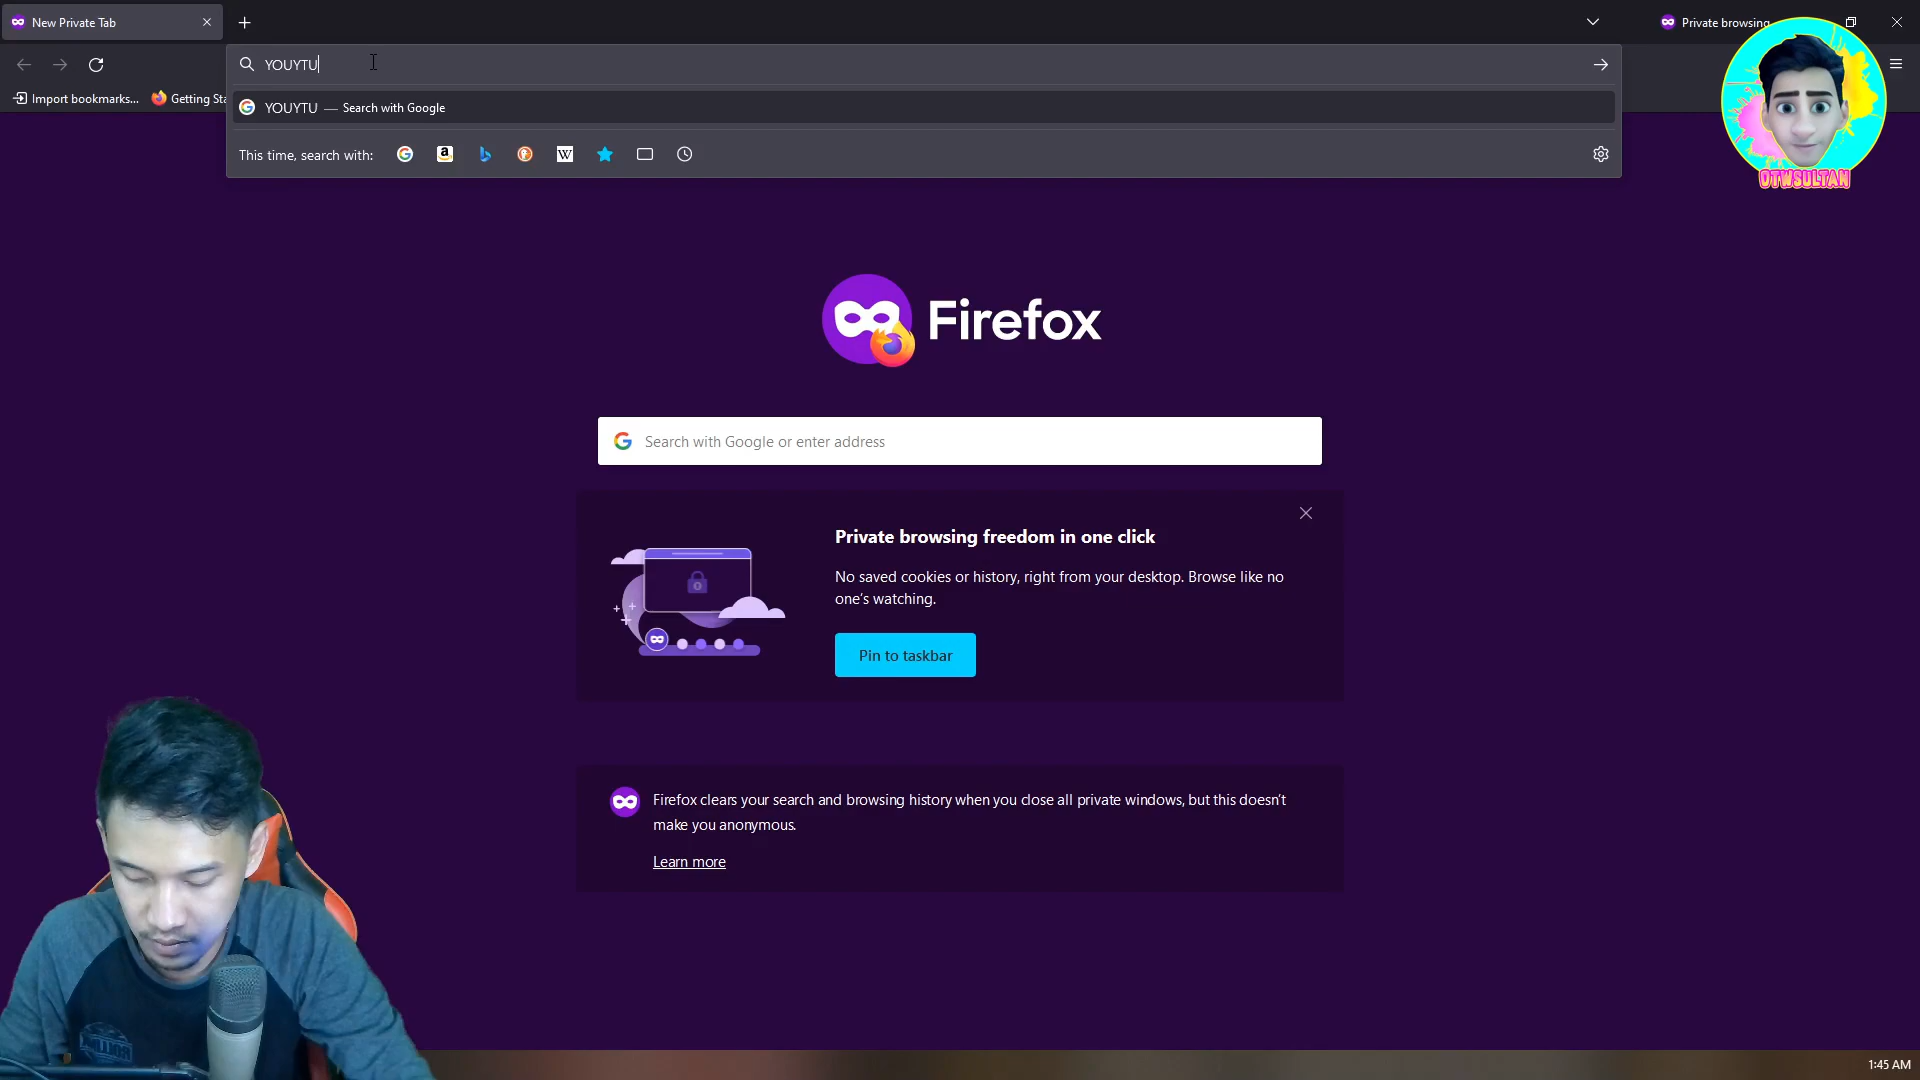 New Private Tab
Private browsing
YOUYTU
Import bookmarks...
Getting Sta
YOUYTU — Search with Google
This time, search with:
OTWSULTAN
Firefox
Search with Google or enter address
Private browsing freedom in one click
No saved cookies or history, right from your desktop. Browse like no
one's watching.
Pin to taskbar
Firefox clears your search and browsing history when you close all private windows, but this doesn't
make you anonymous.
Learn more
1:45 AM